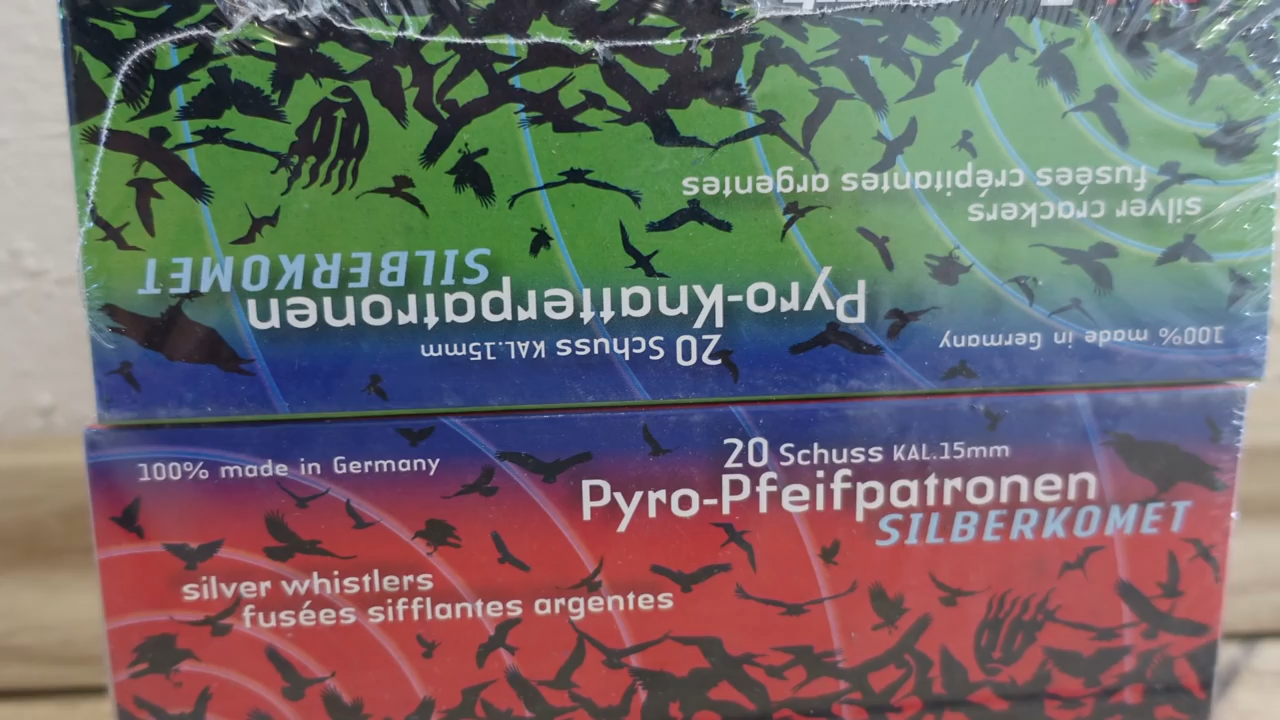 fusées crépitantes argentes
silver crackers
SILBERKOMET
Pyro-Knatterpatronen
20 Schuss KAL.15mm
100% made in Germany
100% made in Germany
20 Schuss KAL.15mm
Pyro-Pfeifpatronen
SILBERKOMET
silver whistlers
fusées sifflantes argentes